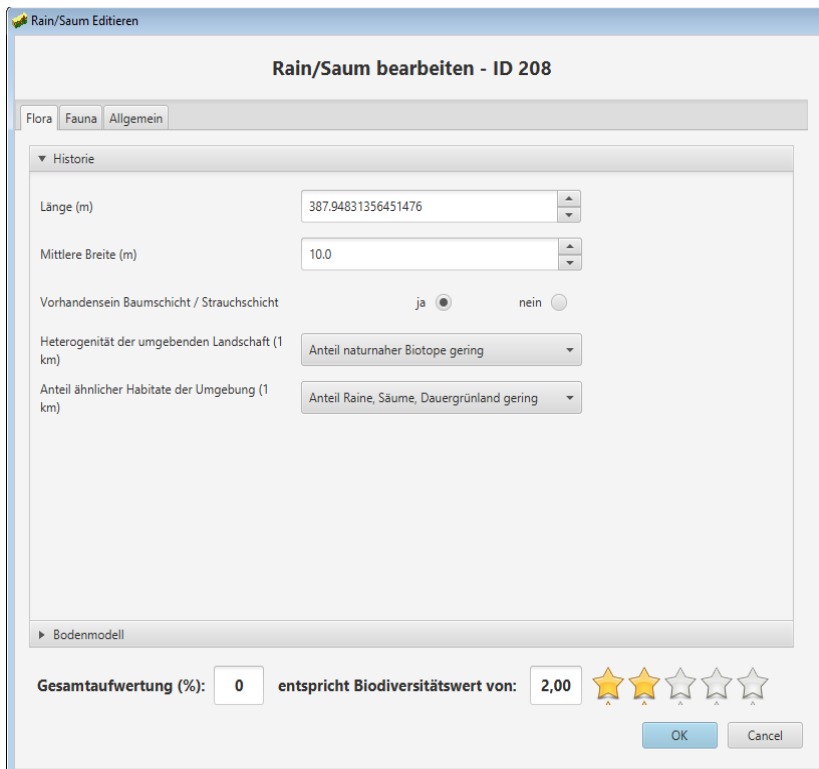 Rain/Saum Editieren
Rain/Saum bearbeiten - ID 208
Flora Fauna Allgemein
Historie
Länge (m) 387.94831356451476
Mittlere Breite (m) 10.0
Vorhandensein Baumschicht / Strauchschicht ja nein
Heterogenität der umgebenden Landschaft (1
km) Anteil naturnaher Biotope gering
Anteil ähnlicher Habitate der Umgebung (1
km) Anteil Raine, Säume, Dauergrünland gering
Bodenmodell
Gesamtaufwertung (%): 0 entspricht Biodiversitätswert von: 2,00
OK Cancel